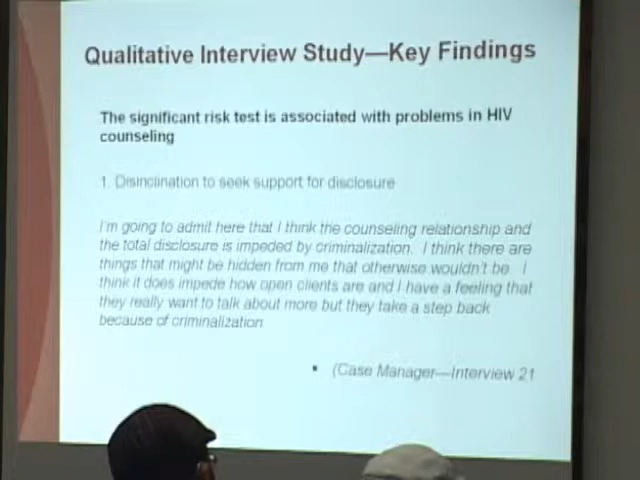 Qualitative Interview Study—Key Findings
The significant risk test is associated with problems in HIV
counseling
1. Disinclination to seek support for disclosure
I'm going to admit here that I think the counseling relationship and
the total disclosure is impeded by criminalization. I think there are
things that might be hidden from me that otherwise wouldn't be. I
think it does impede how open clients are and I have a feeling that
they really want to talk about more but they take a step back
because of criminalization
• (Case Manager—Interview 21